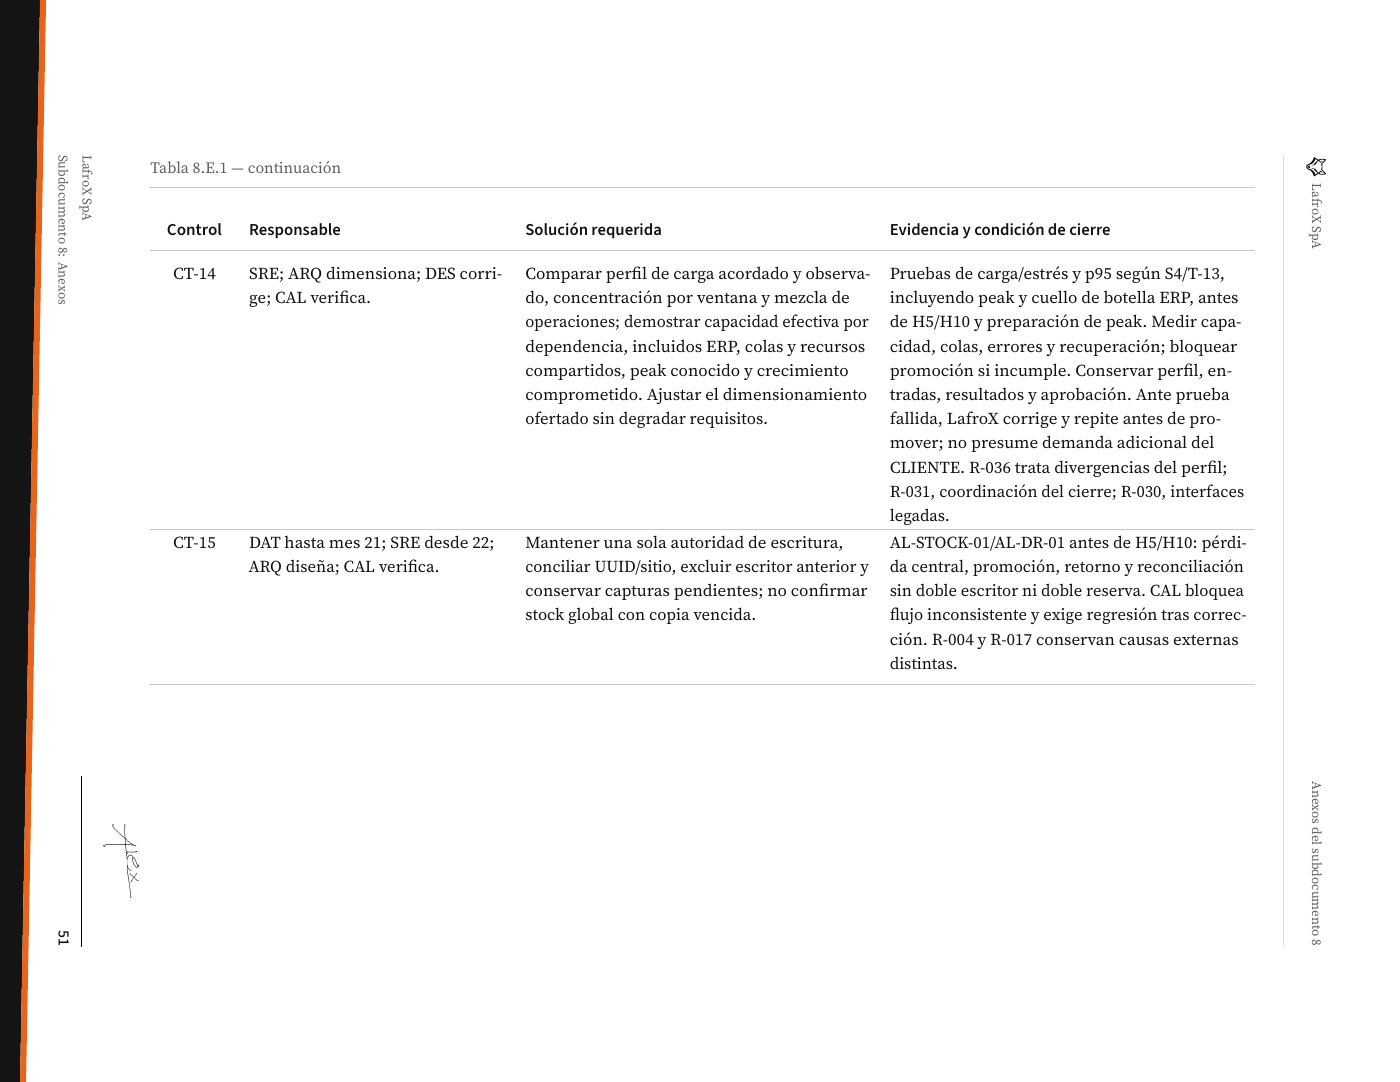 LafroX SpA
Anexos del subdocumento 8
Tabla 8.E.1 — continuación
Control Responsable Solución requerida Evidencia y condición de cierre
CT-14
SRE; ARQ dimensiona; DES corri-
ge; CAL verifica.
Comparar perfil de carga acordado y observa-
do, concentración por ventana y mezcla de
operaciones; demostrar capacidad efectiva por
dependencia, incluidos ERP, colas y recursos
compartidos, peak conocido y crecimiento
comprometido. Ajustar el dimensionamiento
ofertado sin degradar requisitos.
Pruebas de carga/estrés y p95 según S4/T-13,
incluyendo peak y cuello de botella ERP, antes
de H5/H10 y preparación de peak. Medir capa-
cidad, colas, errores y recuperación; bloquear
promoción si incumple. Conservar perfil, en-
tradas, resultados y aprobación. Ante prueba
fallida, LafroX corrige y repite antes de pro-
mover; no presume demanda adicional del
CLIENTE. R-036 trata divergencias del perfil;
R-031, coordinación del cierre; R-030, interfaces
legadas.
CT-15
DAT hasta mes 21; SRE desde 22;
ARQ diseña; CAL verifica.
Mantener una sola autoridad de escritura,
conciliar UUID/sitio, excluir escritor anterior y
conservar capturas pendientes; no confirmar
stock global con copia vencida.
AL-STOCK-01/AL-DR-01 antes de H5/H10: pérdi-
da central, promoción, retorno y reconciliación
sin doble escritor ni doble reserva. CAL bloquea
flujo inconsistente y exige regresión tras correc-
ción. R-004 y R-017 conservan causas externas
distintas.
Alex
LafroX SpA
Subdocumento 8: Anexos
51